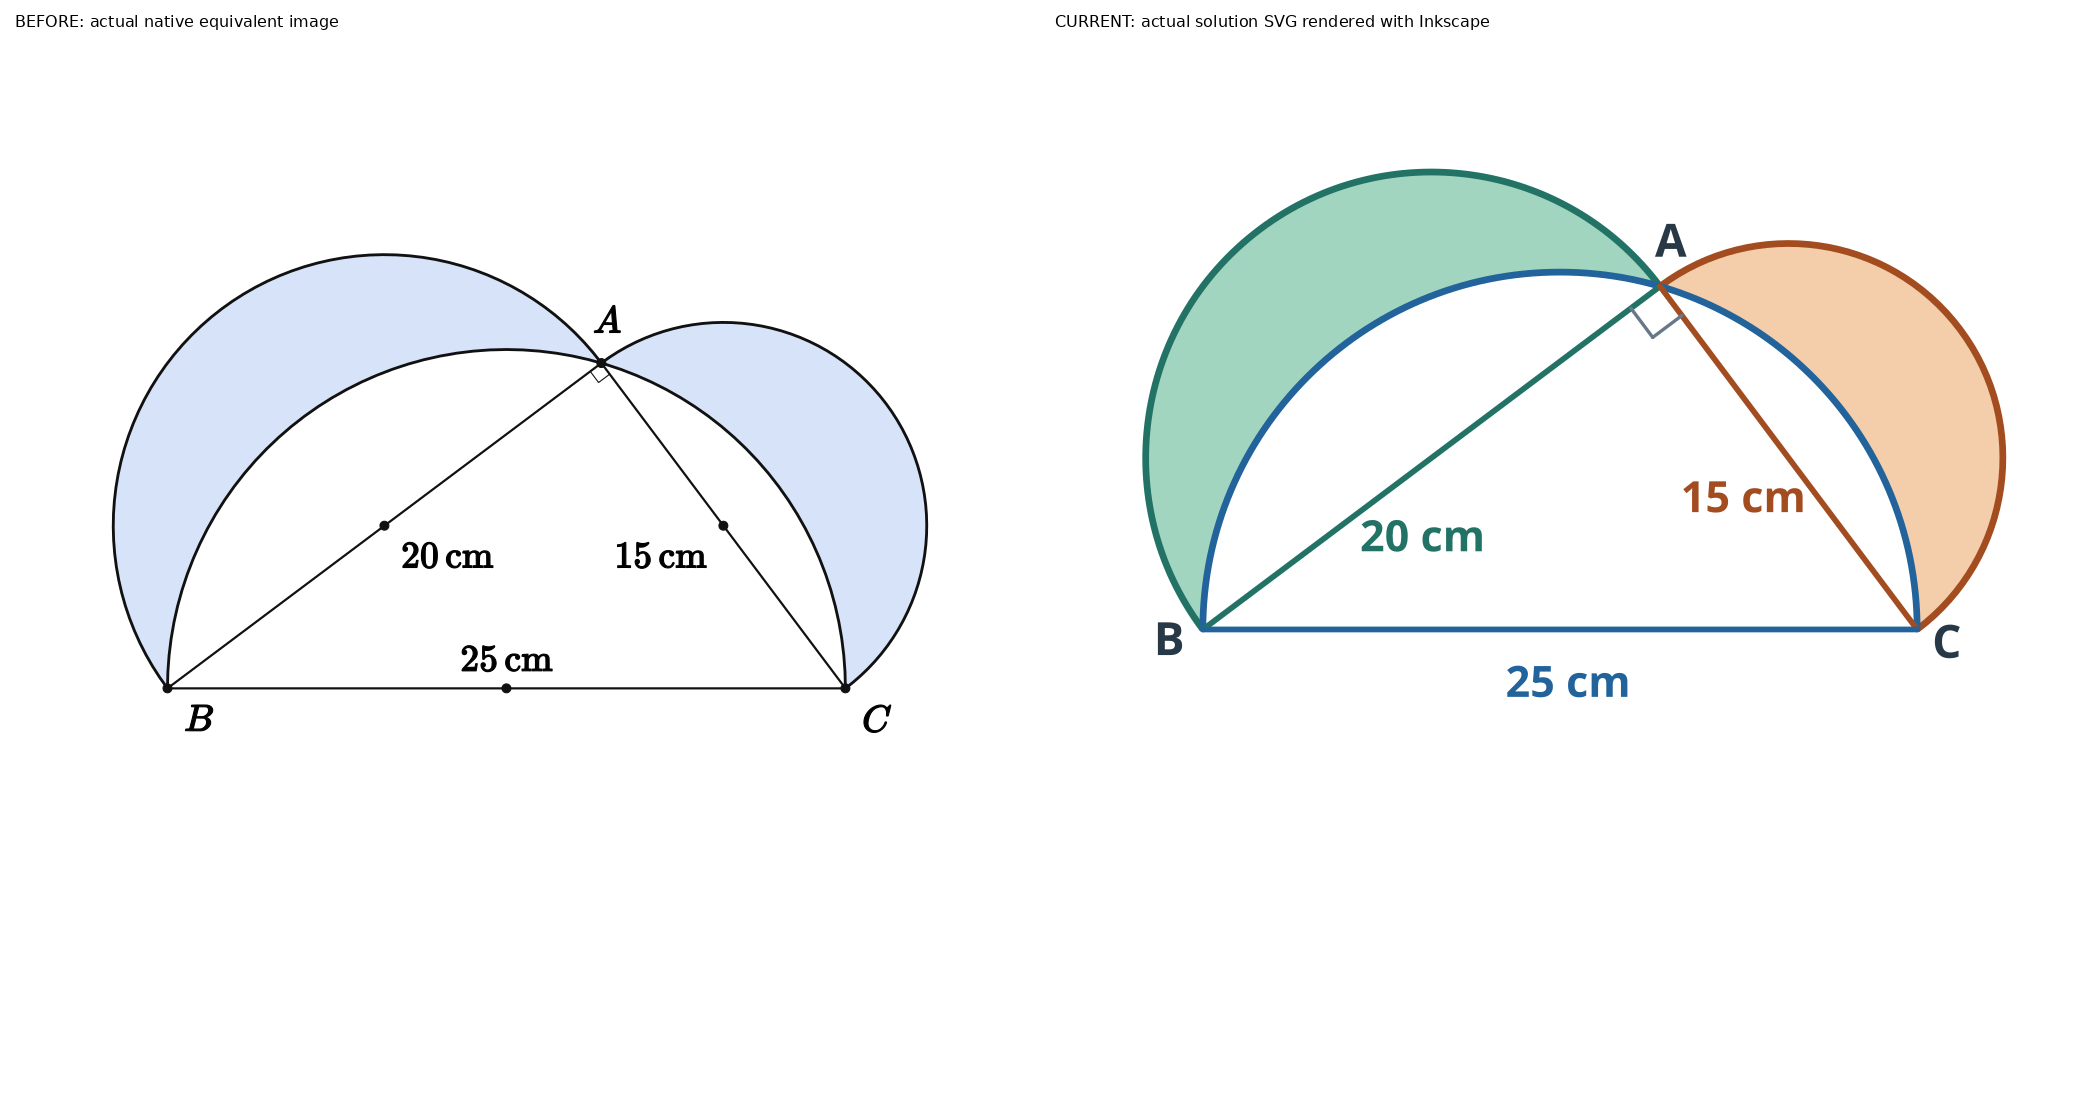 BEFORE: actual native equivalent image
A
20 cm
15 cm
25 cm
B
C
CURRENT: actual solution SVG rendered with Inkscape
A
15 cm
20 cm
B
C
25 cm